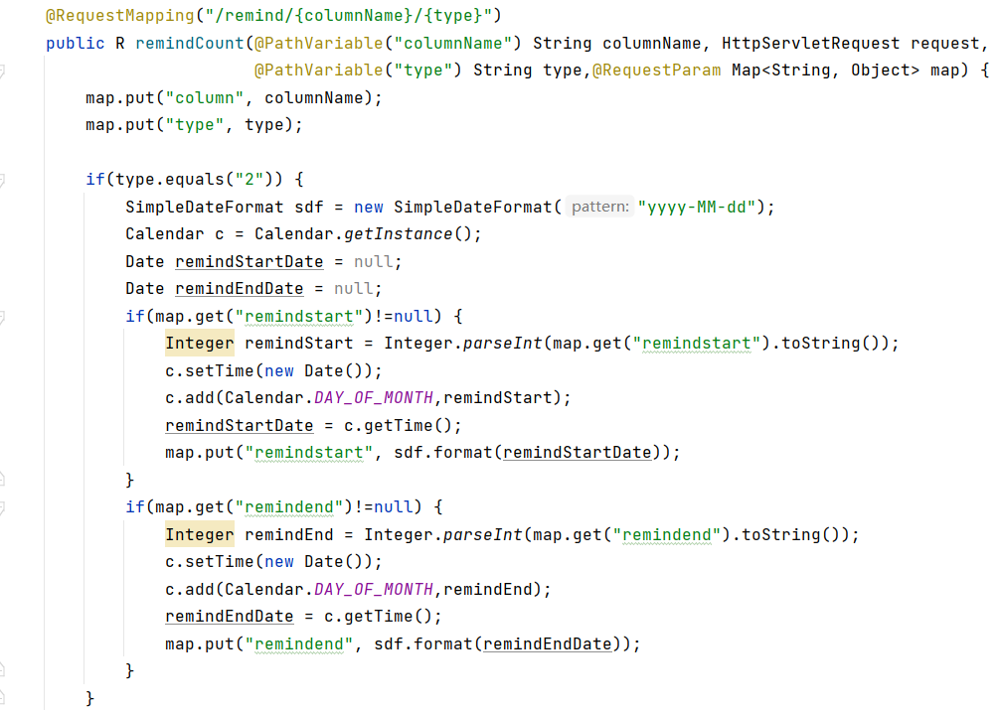 @RequestMapping("/remind/{columnName}/{type}")
public R remindCount(@PathVariable("columnName") String columnName, HttpServletRequest request,
@PathVariable("type") String type,@RequestParam Map<String, Object> map) {
map.put("column", columnName);
map.put("type", type);
if(type.equals("2")) {
SimpleDateFormat sdf = new SimpleDateFormat( pattern: "yyyy-MM-dd");
Calendar c = Calendar.getInstance();
Date remindStartDate = null;
Date remindEndDate = null;
if(map.get("remindstart")!=null) {
Integer remindStart = Integer.parseInt(map.get("remindstart").toString());
c.setTime(new Date());
c.add(Calendar.DAY_OF_MONTH,remindStart);
remindStartDate = c.getTime();
map.put("remindstart", sdf.format(remindStartDate));
}
if(map.get("remindend")!=null) {
Integer remindEnd = Integer.parseInt(map.get("remindend").toString());
c.setTime(new Date());
c.add(Calendar.DAY_OF_MONTH,remindEnd);
remindEndDate = c.getTime();
map.put("remindend", sdf.format(remindEndDate));
}
}